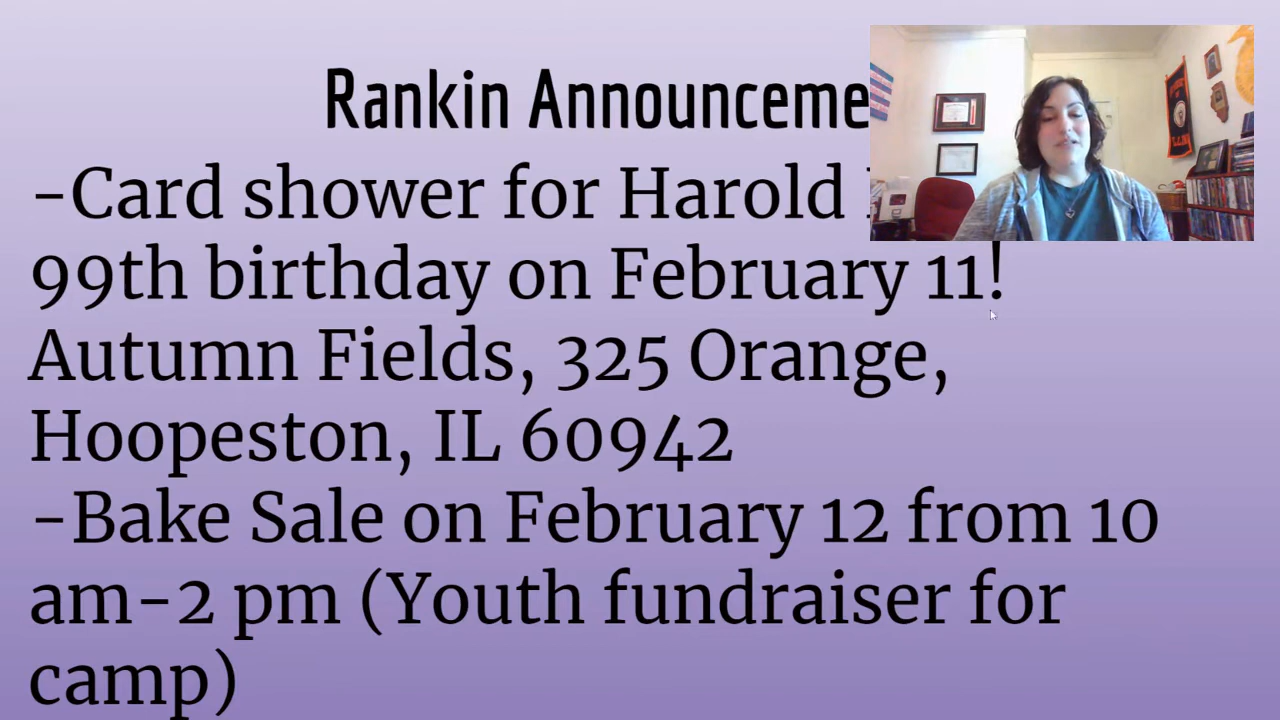 Rankin Announceme
-Card shower for Harold
99th birthday on February 11!
Autumn Fields, 325 Orange,
Hoopeston, IL 60942
-Bake Sale on February 12 from 10
am-2 pm (Youth fundraiser for
camp)